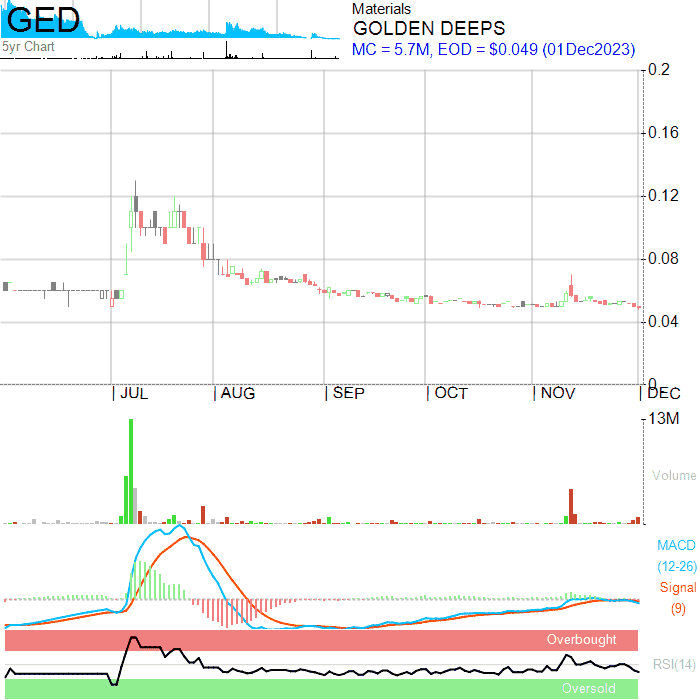 GED
5yr Chart
Materials
GOLDEN DEEPS
MC = 5.7M, EOD = $0.049 (01Dec2023)
0.2
0.16
0.12
0.08
0.04
0
JUL
AUG
SEP
OCT
NOV
DEC
13M
Volume
MACD
(12-26)
Signal
(9)
Overbought
RSI(14)
Oversold